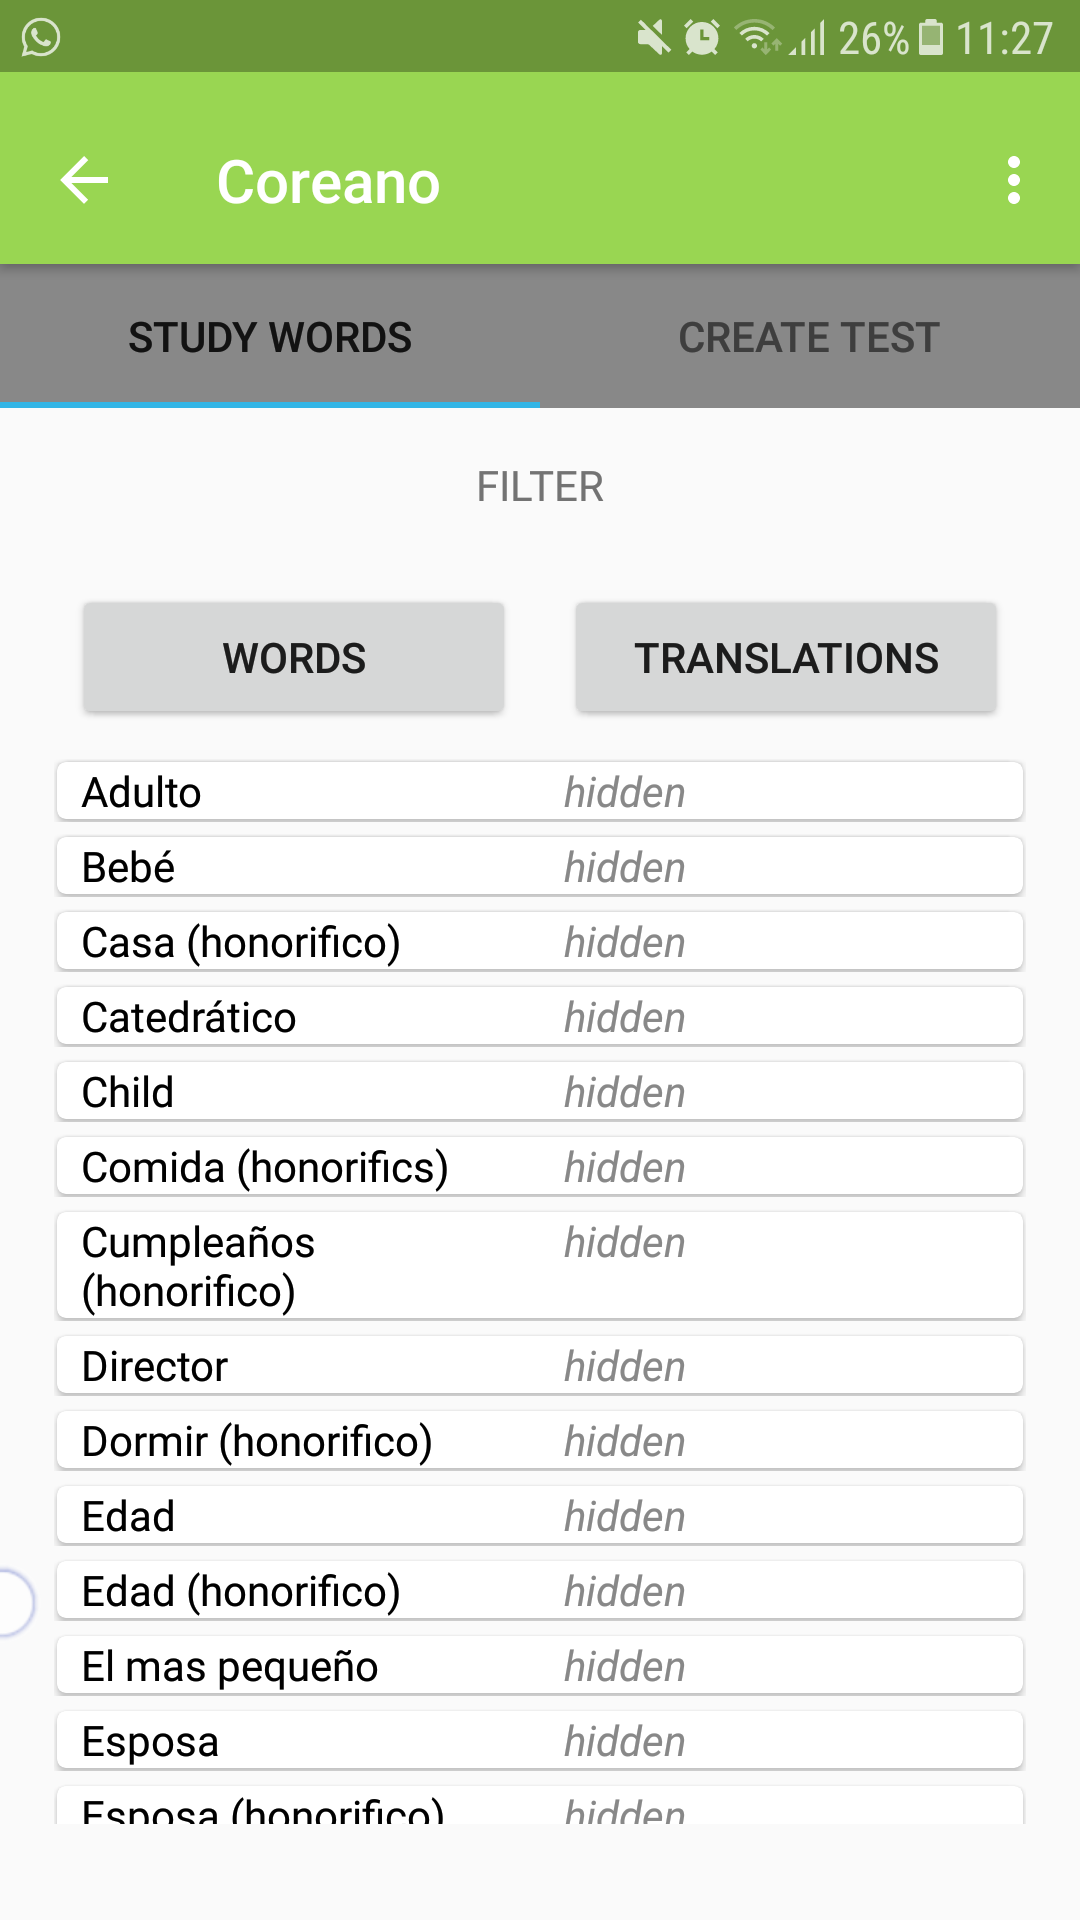 26% 11:27
Coreano
STUDY WORDS CREATE TEST
FILTER
WORDS TRANSLATIONS
Adulto hidden
Bebé hidden
Casa (honorifico) hidden
Catedrático hidden
Child hidden
Comida (honorifics) hidden
Cumpleaños hidden
(honorifico)
Director hidden
Dormir (honorifico) hidden
Edad hidden
Edad (honorifico) hidden
El mas pequeño hidden
Esposa hidden
Esposa (honorifico) hidden